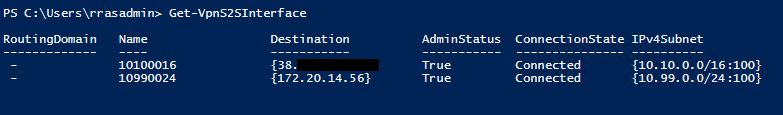 PS C:\Users\rrasadmin> Get-VpnS2SInterface
RoutingDomain Name Destination AdminStatus ConnectionState IPv4Subnet
------------- ---- ----------- ----------- --------------- ----------
- 10100016 {38. True Connected {10.10.0.0/16:100}
- 10990024 {172.20.14.56} True Connected {10.99.0.0/24:100}